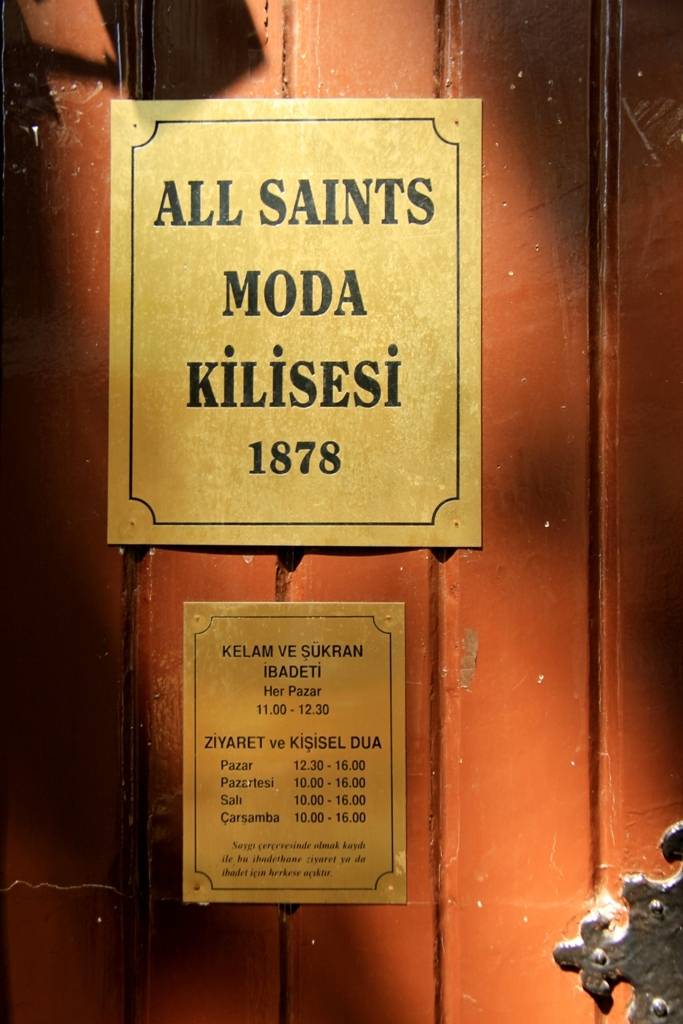 ALL SAINTS
MODA
KİLİSESİ
1878
KELAM VE ŞÜKRAN
İBADETİ
Her Pazar
11.00 - 12.30
ZİYARET ve KİŞİSEL DUA
Pazar 12.30 - 16.00
Pazartesi 10.00 - 16.00
Salı 10.00 - 16.00
Çarşamba 10.00 - 16.00
Saygı çerçevesinde olmak kaydı
ile bu ibadethane ziyaret ya da
ibadet için herkese açıktır.